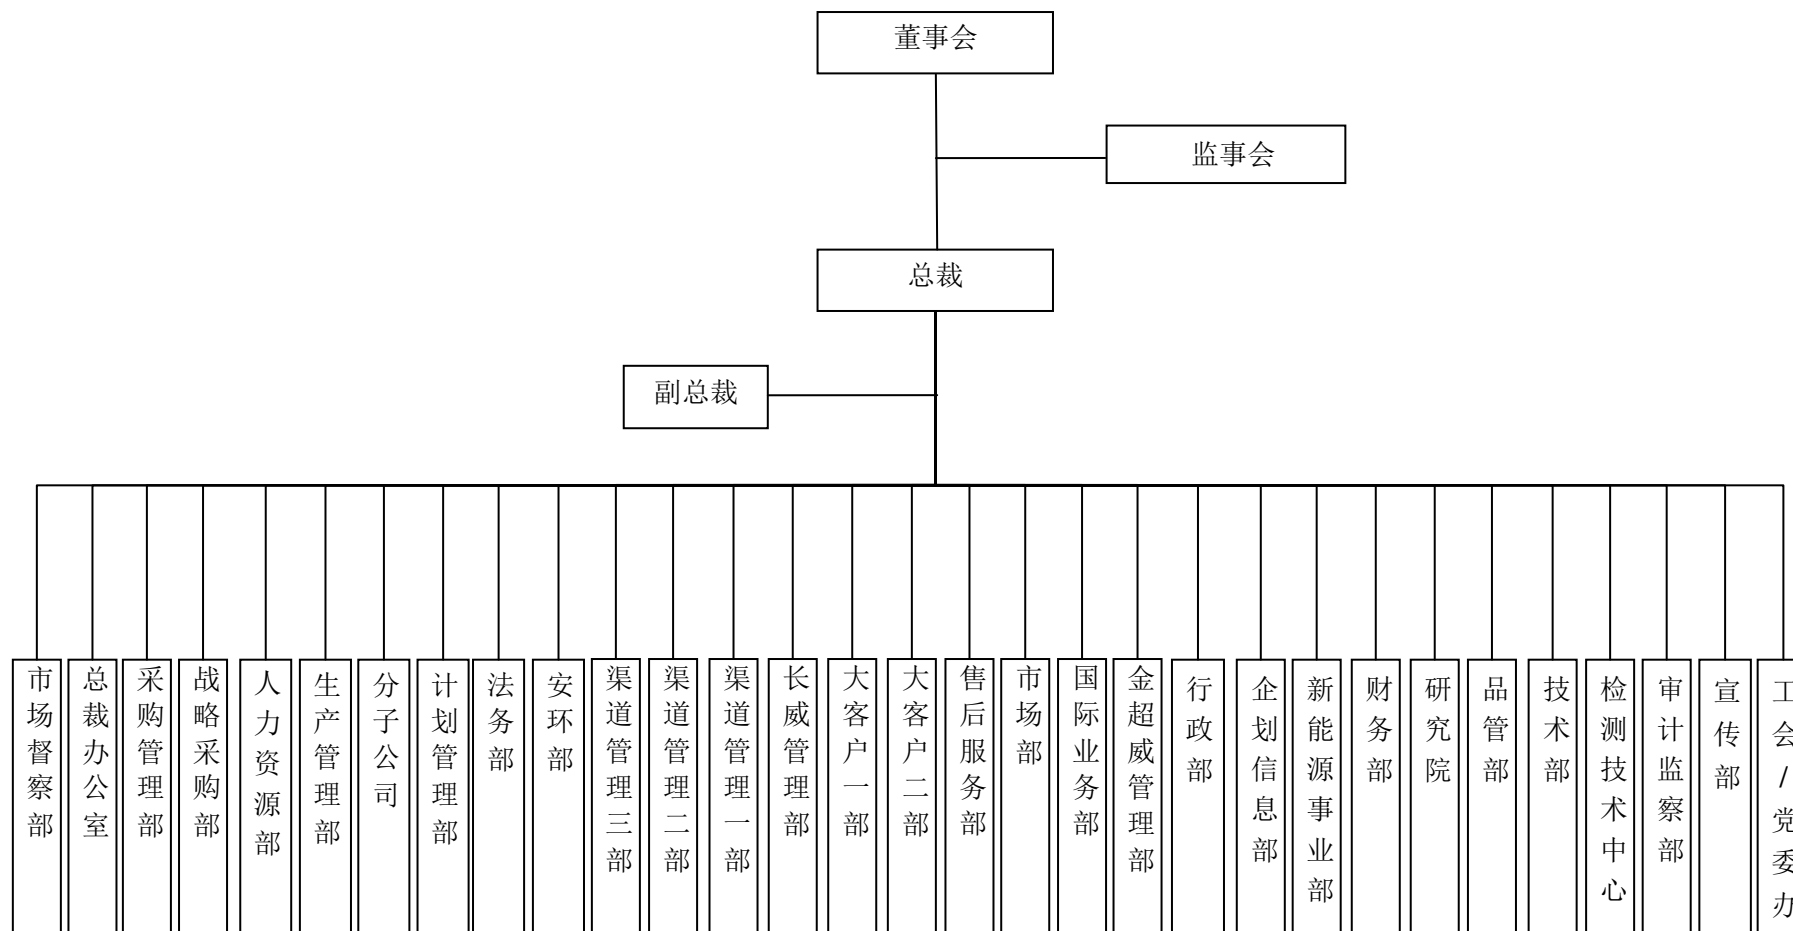 董事会
监事会
总裁
副总裁
市场督察部
总裁办公室
采购管理部
战略采购部
人力资源部
生产管理部
分子公司
计划管理部
法务部
安环部
渠道管理三部
渠道管理二部
渠道管理一部
长威管理部
大客户一部
大客户二部
售后服务部
市场部
国际业务部
金超威管理部
行政部
企划信息部
新能源事业部
财务部
研究院
品管部
技术部
检测技术中心
审计监察部
宣传部
工会/党委办